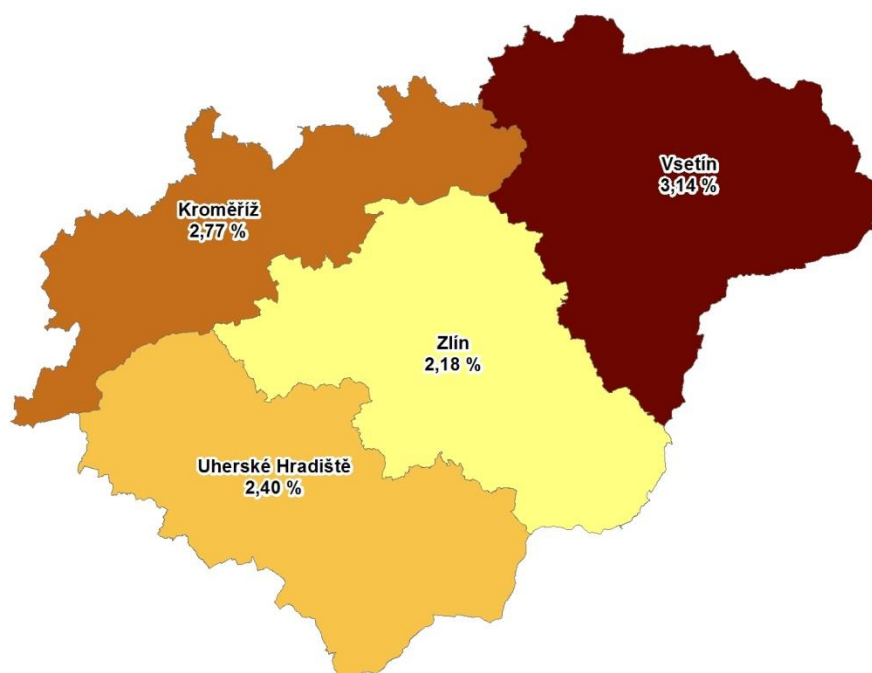 Vsetín
3,14 %
Kroměříž
2,77 %
Zlín
2,18 %
Uherské Hradiště
2,40 %